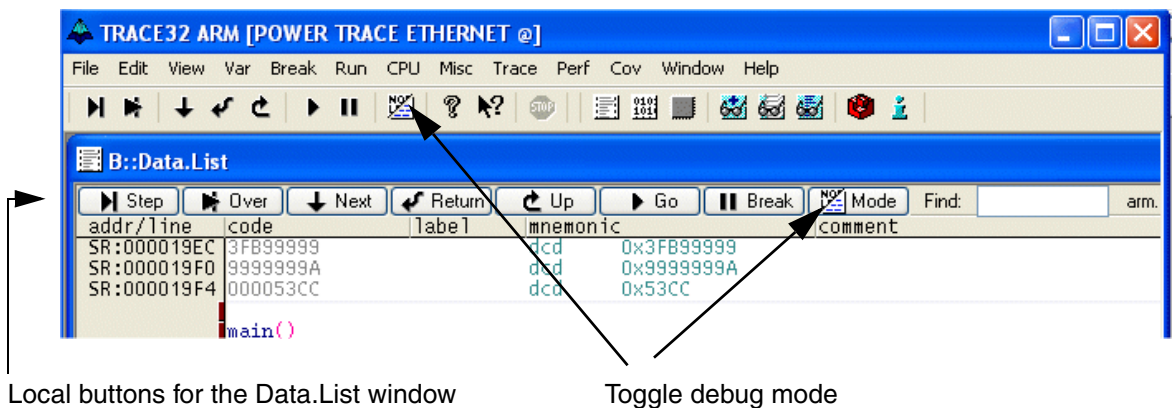 TRACE32 ARM [POWER TRACE ETHERNET @]
File Edit View Var Break Run CPU Misc Trace Perf Cov Window Help
STOP
B::Data.List
Step Over Next Return Up Go Break Mode Find: arm.
addr/line code label mnemonic comment
SR:000019EC 3FB99999 dcd 0x3FB99999
SR:000019F0 9999999A dcd 0x9999999A
SR:000019F4 000053CC dcd 0x53CC
main()
Local buttons for the Data.List window Toggle debug mode